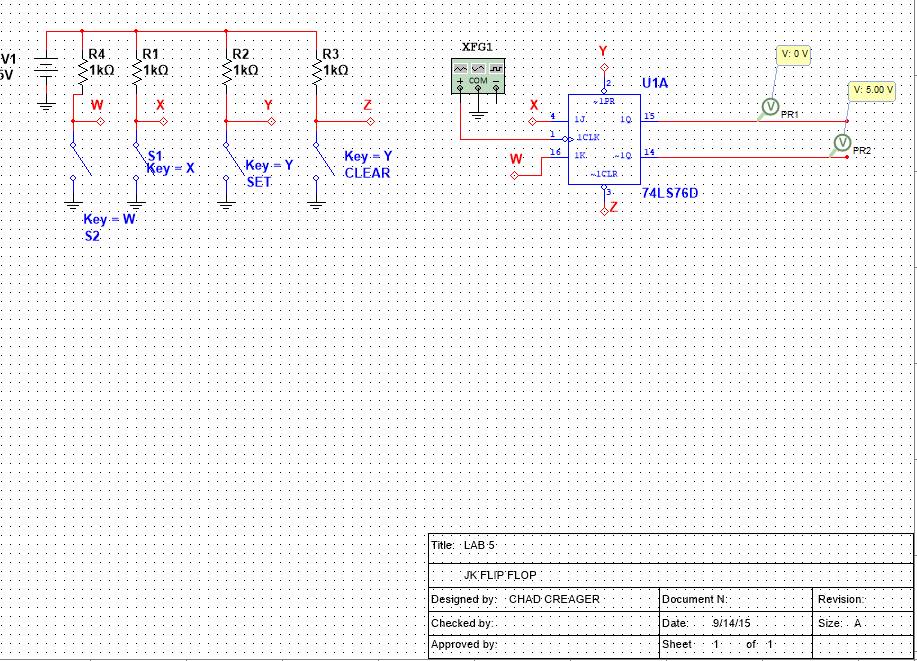 V1
5V
R4
1kΩ
R1
1kΩ
R2
1kΩ
R3
1kΩ
W
X
Y
Z
S1
Key = X
Key = Y
SET
Key = Y
CLEAR
Key = W
S2
XFG1
COM
Y
2
U1A
~1PR
X
4
1J
1Q
15
1
1CLK
W
16
1K
~1Q
14
~1CLR
3
Z
74LS76D
V: 0 V
V
PR1
V: 5.00 V
V
PR2
Title: LAB 5
JK FLIP FLOP
Designed by: CHAD CREAGER
Document N:
Revision:
Checked by:
Date: 9/14/15
Size: A
Approved by:
Sheet 1 of 1